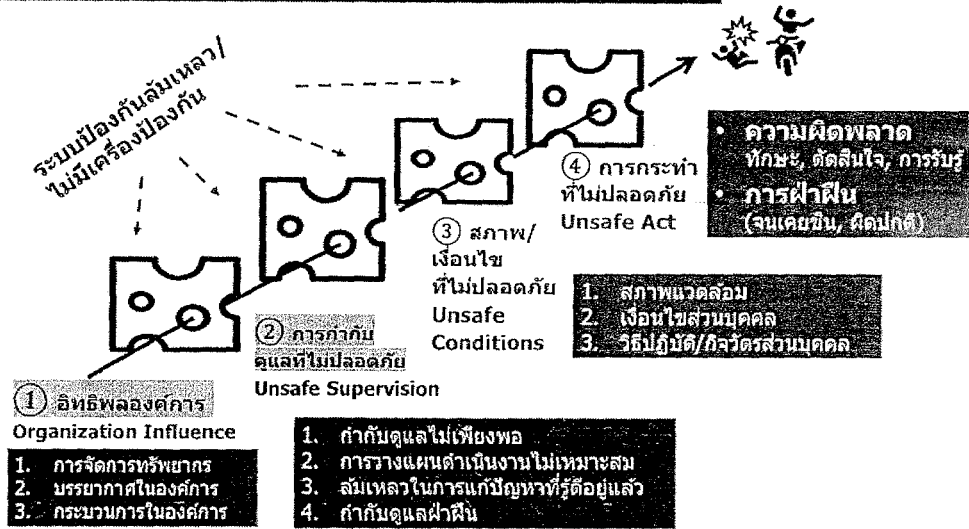 ระบบป้องกันล้มเหลว/
ไม่มีเครื่องป้องกัน
① อิทธิพลองค์การ
Organization Influence
1. การจัดการทรัพยากร
2. บรรยากาศในองค์การ
3. กระบวนการในองค์การ
② การกำกับ
ดูแลที่ไม่ปลอดภัย
Unsafe Supervision
1. กำกับดูแลไม่เพียงพอ
2. การวางแผนดำเนินงานไม่เหมาะสม
3. ล้มเหลวในการแก้ปัญหาที่รู้ดีอยู่แล้ว
4. กำกับดูแลฝ่าฝืน
③ สภาพ/
เงื่อนไข
ที่ไม่ปลอดภัย
Unsafe
Conditions
1. สภาพแวดล้อม
2. เงื่อนไขส่วนบุคคล
3. วิธีปฏิบัติ/กิจวัตรส่วนบุคคล
④ การกระทำ
ที่ไม่ปลอดภัย
Unsafe Act
• ความผิดพลาด
ทักษะ, ตัดสินใจ, การรับรู้
• การฝ่าฝืน
(จนเคยชิน, ผิดปกติ)